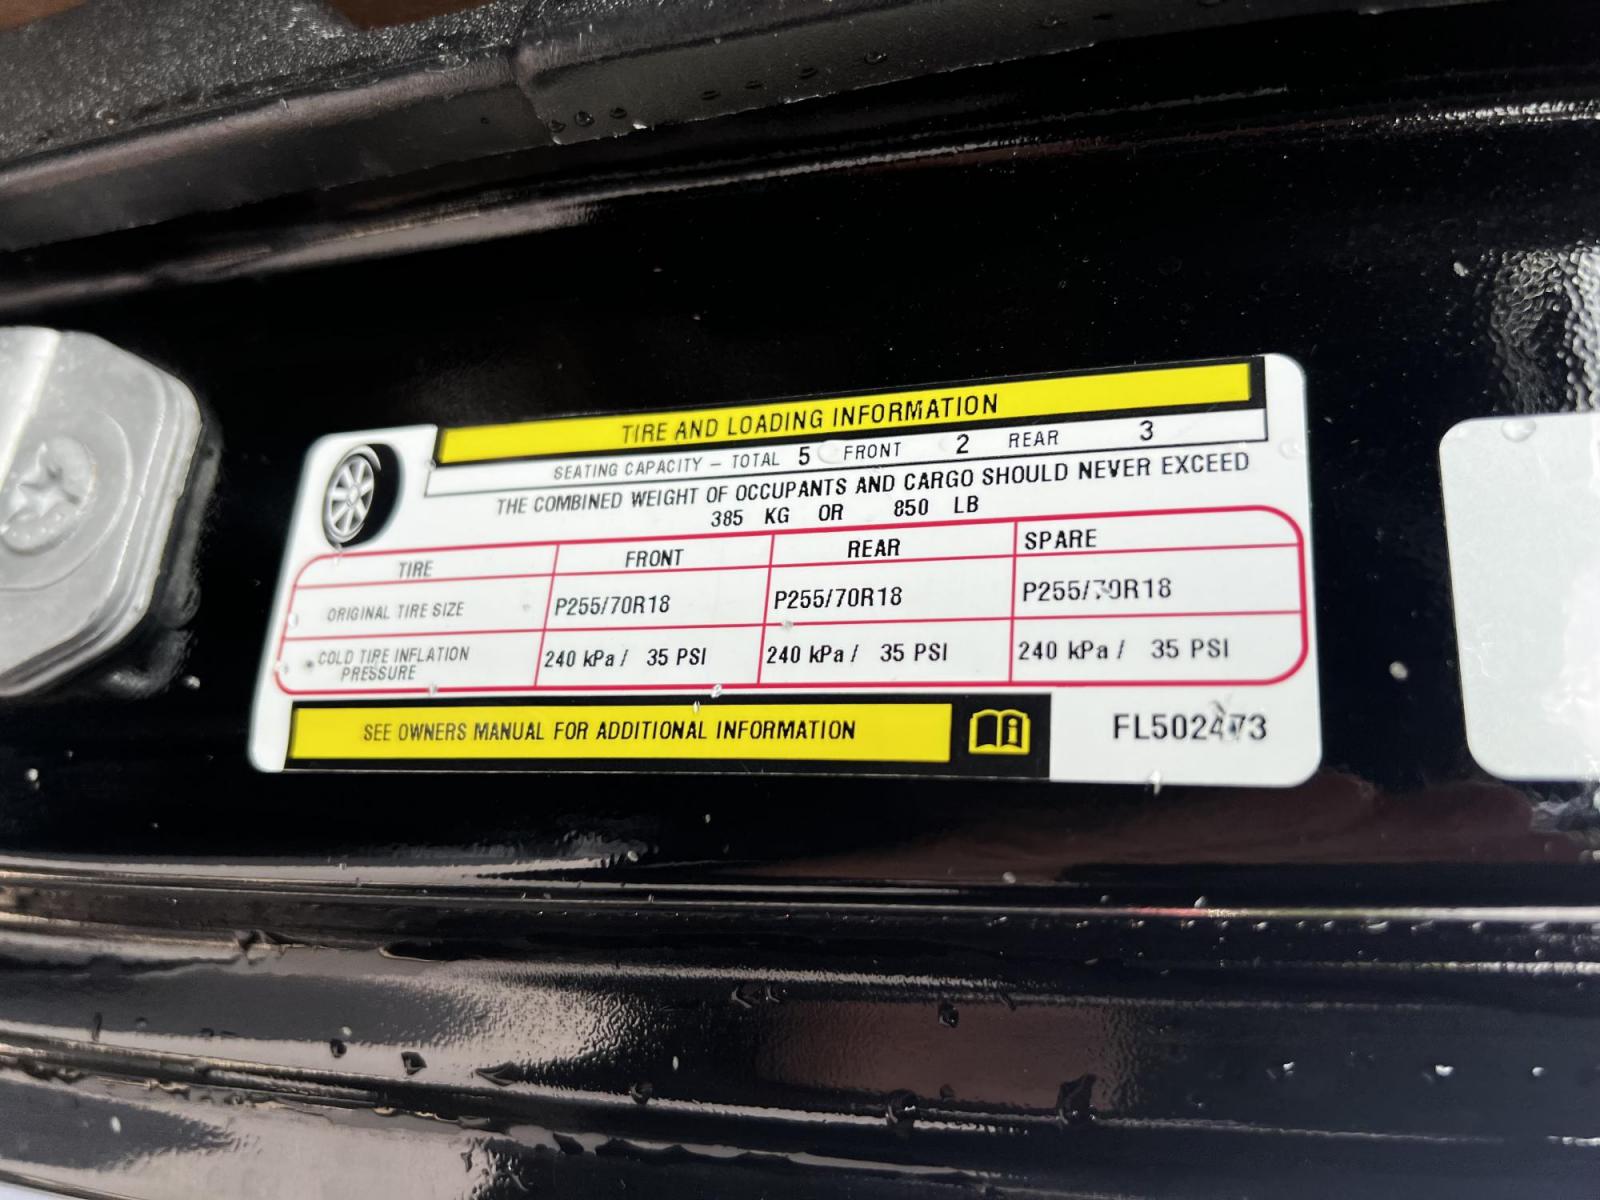 TIRE AND LOADING INFORMATION
SEATING CAPACITY – TOTAL 5 FRONT 2 REAR 3
THE COMBINED WEIGHT OF OCCUPANTS AND CARGO SHOULD NEVER EXCEED
385 KG OR 850 LB
TIRE FRONT REAR SPARE
ORIGINAL TIRE SIZE P255/70R18 P255/70R18 P255/70R18
COLD TIRE INFLATION PRESSURE 240 kPa / 35 PSI 240 kPa / 35 PSI 240 kPa / 35 PSI
SEE OWNERS MANUAL FOR ADDITIONAL INFORMATION
FL502473